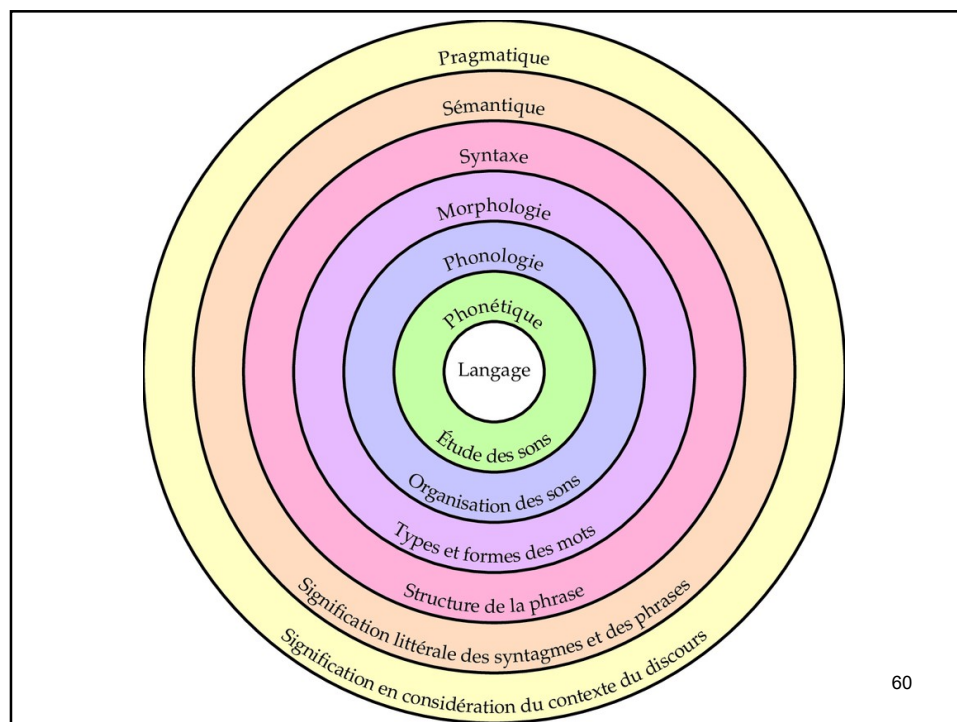 Pragmatique
Sémantique
Syntaxe
Morphologie
Phonologie
Phonétique
Langage
Étude des sons
Organisation des sons
Types et formes des mots
Structure de la phrase
Signification littérale des syntagmes et des phrases
Signification en considération du contexte du discours
60